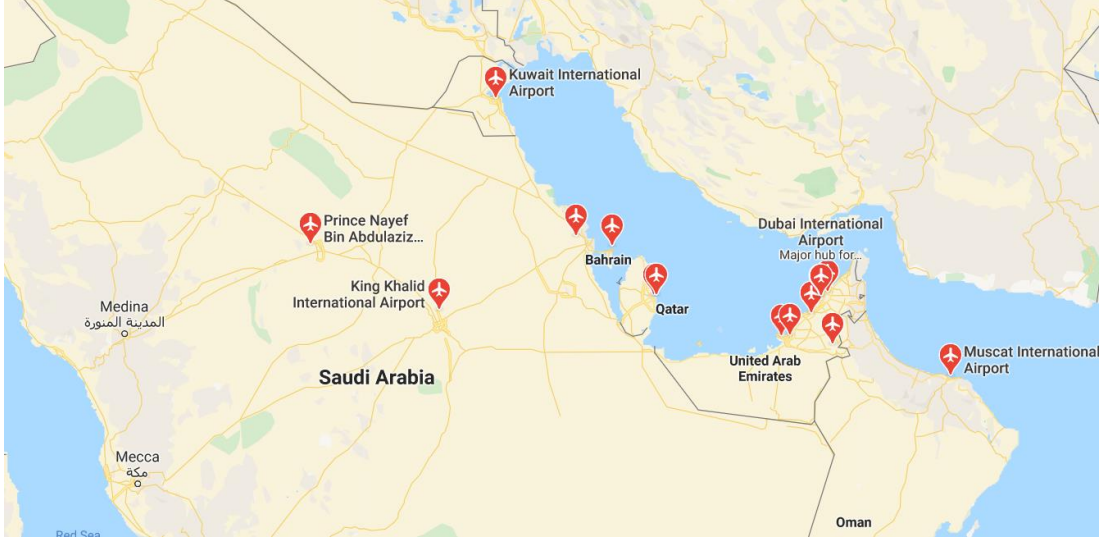 Kuwait International
Airport
Prince Nayef
Bin Abdulaziz...
Dubai International
Airport
Major hub for...
Bahrain
King Khalid
International Airport
Qatar
Medina
المدينة المنورة
Muscat International
Airport
United Arab
Emirates
Saudi Arabia
Mecca
مكة
Oman
Red Sea